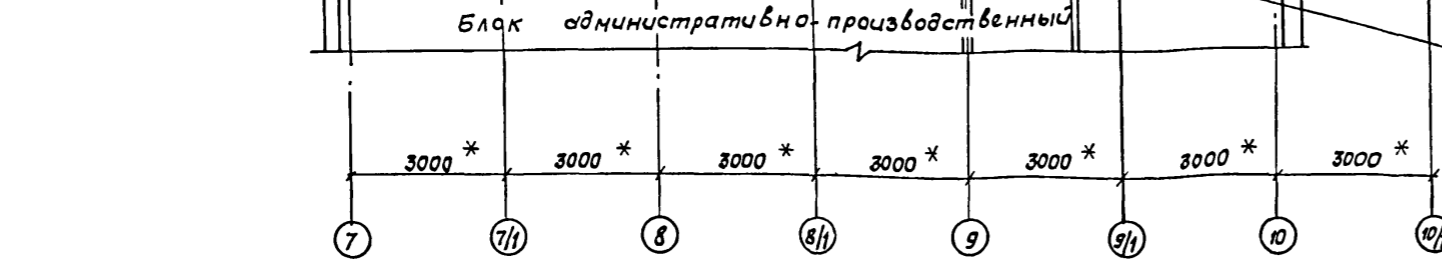 Блок административно-производственный
3000* 3000* 3000* 3000* 3000* 3000* 3000*
7 7/1 8 8/1 9 9/1 10 10/